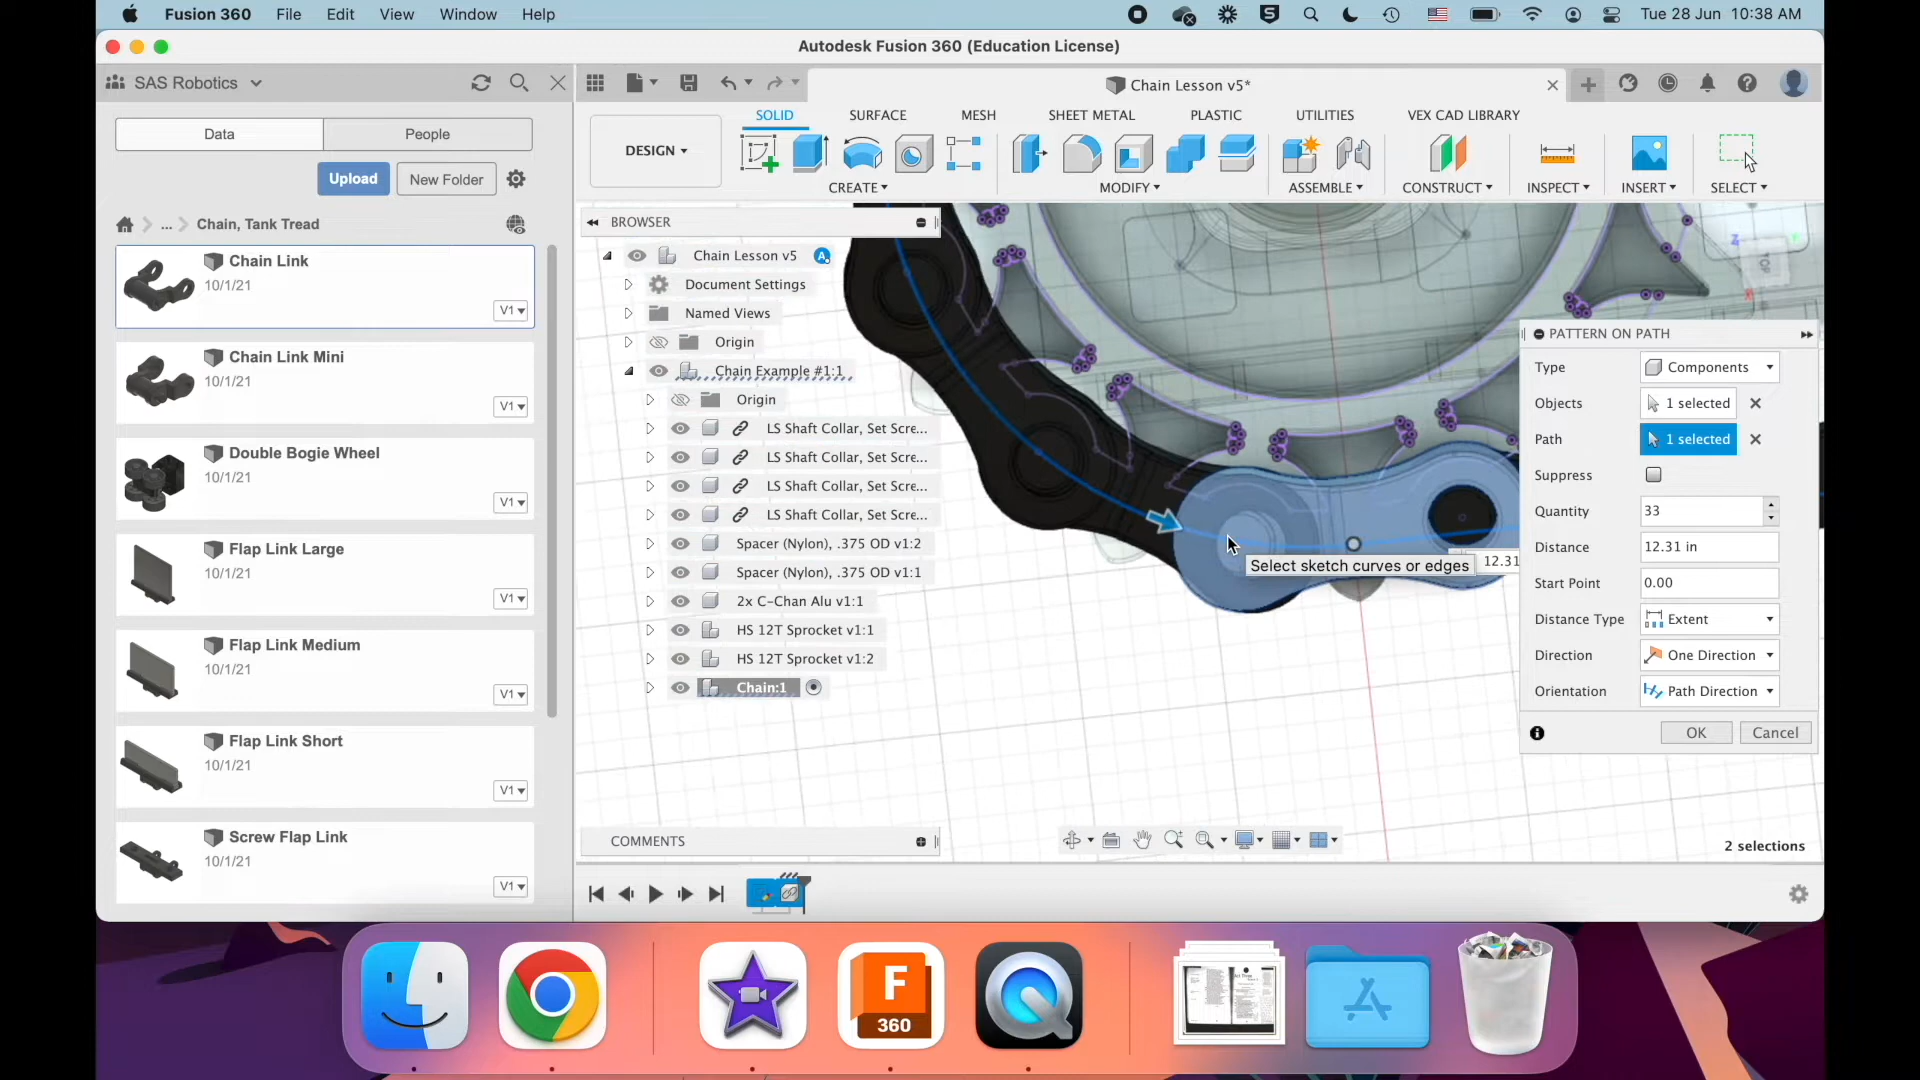 Fusion 360 File Edit View Window Help
Tue 28 Jun 10:38 AM
Autodesk Fusion 360 (Education License)
SAS Robotics
Chain Lesson v5*
Data People
Upload New Folder
... Chain, Tank Tread
Chain Link
10/1/21
V1
Chain Link Mini
10/1/21
V1
Double Bogie Wheel
10/1/21
V1
Flap Link Large
10/1/21
V1
Flap Link Medium
10/1/21
V1
Flap Link Short
10/1/21
V1
Screw Flap Link
10/1/21
V1
SOLID SURFACE MESH SHEET METAL PLASTIC UTILITIES VEX CAD LIBRARY
DESIGN
CREATE MODIFY ASSEMBLE CONSTRUCT INSPECT INSERT SELECT
BROWSER
Chain Lesson v5 A
Document Settings
Named Views
Origin
Chain Example #1:1
Origin
LS Shaft Collar, Set Scre...
LS Shaft Collar, Set Scre...
LS Shaft Collar, Set Scre...
LS Shaft Collar, Set Scre...
Spacer (Nylon), .375 OD v1:2
Spacer (Nylon), .375 OD v1:1
2x C-Chan Alu v1:1
HS 12T Sprocket v1:1
HS 12T Sprocket v1:2
Chain:1
Z
TOP
Select sketch curves or edges
12.31
PATTERN ON PATH
Type Components
Objects 1 selected
Path 1 selected
Suppress
Quantity 33
Distance 12.31 in
Start Point 0.00
Distance Type Extent
Direction One Direction
Orientation Path Direction
OK Cancel
COMMENTS
2 selections
F
360